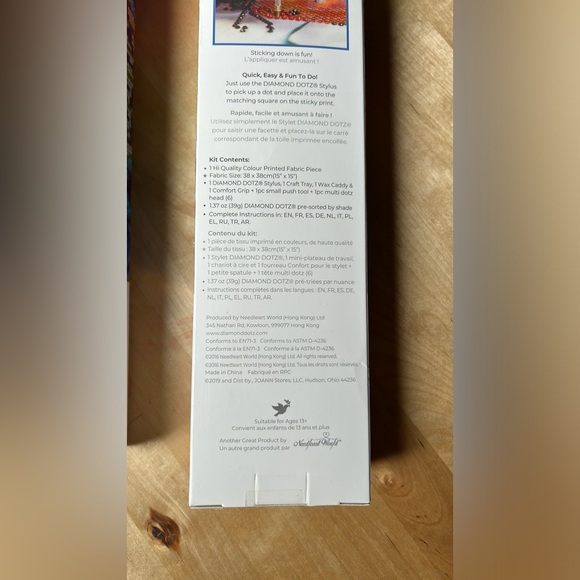 Sticking down is fun!
L'appliquer est amusant !
Quick, Easy & Fun To Do!
Just use the DIAMOND DOTZ® Stylus
to pick up a dot and place it onto the
matching square on the sticky print.
Rapide, facile et amusant à faire !
Utilisez simplement le Stylet DIAMOND DOTZ®
pour saisir une facette et placez-la sur le carré
correspondant de la toile imprimée encollée.
Kit Contents:
• 1 Hi Quality Colour Printed Fabric Piece
• Fabric Size: 38 x 38cm(15" x 15")
• 1 DIAMOND DOTZ® Stylus, 1 Craft Tray, 1 Wax Caddy &
1 Comfort Grip + 1pc small push tool + 1pc multi dotz
head (6)
• 1.37 oz (39g) DIAMOND DOTZ® pre-sorted by shade
• Complete Instructions in: EN, FR, ES, DE, NL, IT, PL,
EL, RU, TR, AR.
Contenu du kit:
• 1 pièce de tissu imprimé en couleurs, de haute qualité
• Taille du tissu : 38 x 38cm(15" x 15")
• 1 Stylet DIAMOND DOTZ®, 1 mini-plateau de travail,
1 chariot à cire et 1 fourreau Confort pour le stylet +
1 petite spatule + 1 tête multi dotz (6)
• 1.37 oz (39g) DIAMOND DOTZ® pré-triées par nuance
• Instructions complètes dans les langues : EN, FR, ES, DE,
NL, IT, PL, EL, RU, TR, AR.
Produced by Needleart World (Hong Kong) Ltd
345 Nathan Rd, Kowloon, 999077 Hong Kong
www.diamonddotz.com
Conforms to EN71-3 · Conforms to ASTM D-4236
Conforme à la EN71-3 · Conforme à la ASTM D-4236
©2016 Needleart World (Hong Kong) Ltd. All rights reserved.
©2016 Needleart World (Hong Kong) Ltd. Tous les droits sont réservés.
Made in China Fabriqué en RPC
©2019 and Dist by., JOANN Stores, LLC, Hudson, Ohio 44236
Suitable for Ages 13+
Convient aux enfants de 13 ans et plus
Another Great Product by
Un autre grand produit par
Needleart World™